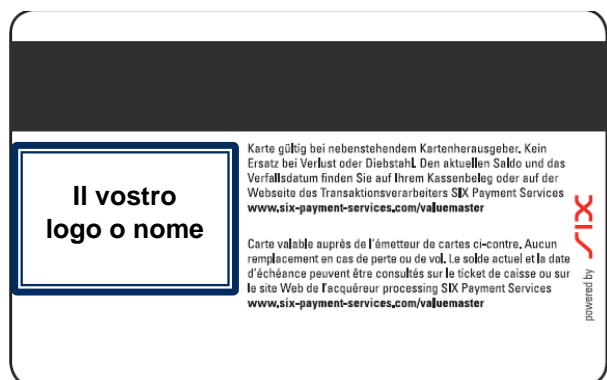 Il vostro
logo o nome
Karte gültig bei nebenstehendem Kartenherausgeber. Kein
Ersatz bei Verlust oder Diebstahl. Den aktuellen Saldo und das
Verfallsdatum finden Sie auf Ihrem Kassenbeleg oder auf der
Webseite des Transaktionsverarbeiters SIX Payment Services
www.six-payment-services.com/valuemaster
Carte valable auprès de l'émetteur de cartes ci-contre. Aucun
remplacement en cas de perte ou de vol. Le solde actuel et la date
d'échéance peuvent être consultés sur le ticket de caisse ou sur
le site Web de l'acquéreur processing SIX Payment Services
www.six-payment-services.com/valuemaster
powered by SIX